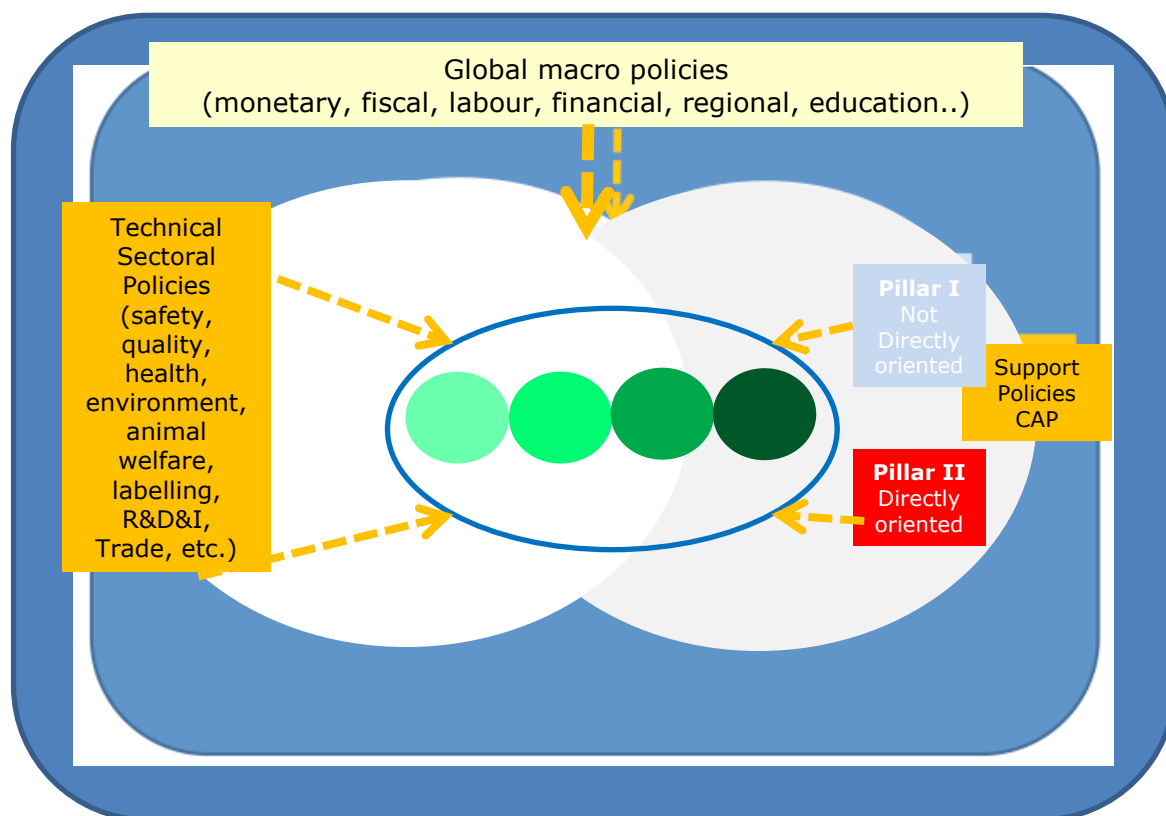 Global macro policies
(monetary, fiscal, labour, financial, regional, education..)
Technical
Sectoral
Policies
(safety,
quality,
health,
environment,
animal
welfare,
labelling,
R&D&I,
Trade, etc.)
Pillar I
Not
Directly
oriented
Support
Policies
CAP
Pillar II
Directly
oriented